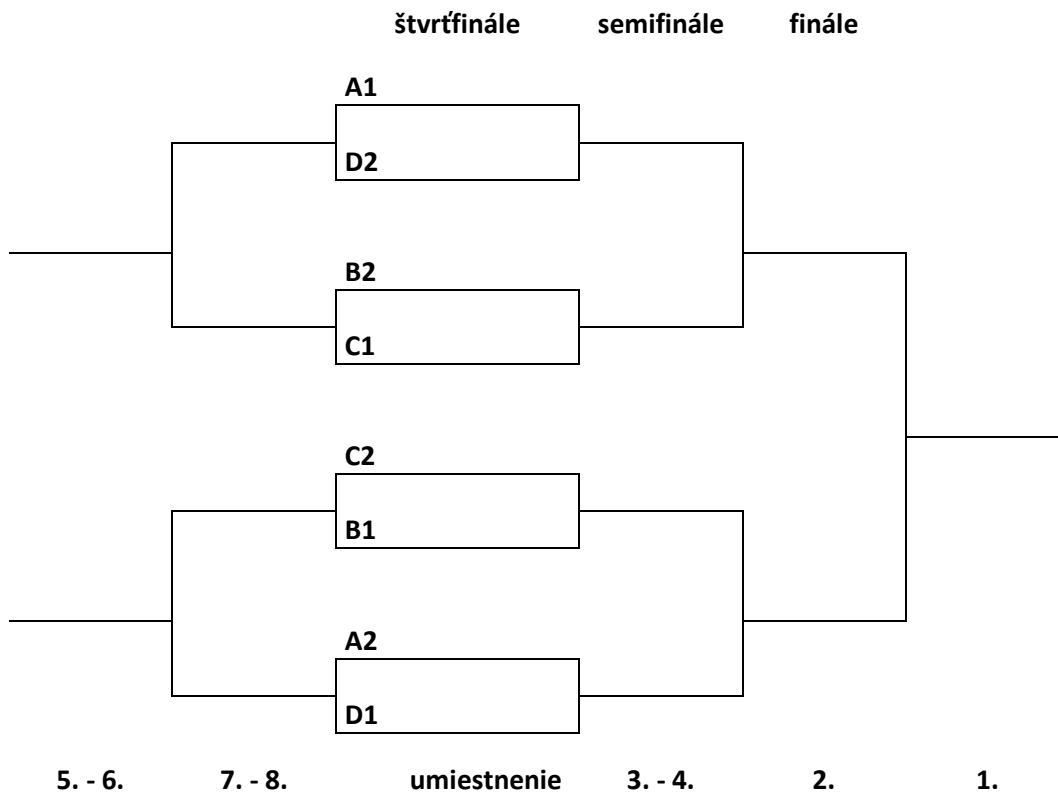 štvrťfinále semifinále finále
A1
D2
B2
C1
C2
B1
A2
D1
5. - 6. 7. - 8. umiestnenie 3. - 4. 2. 1.